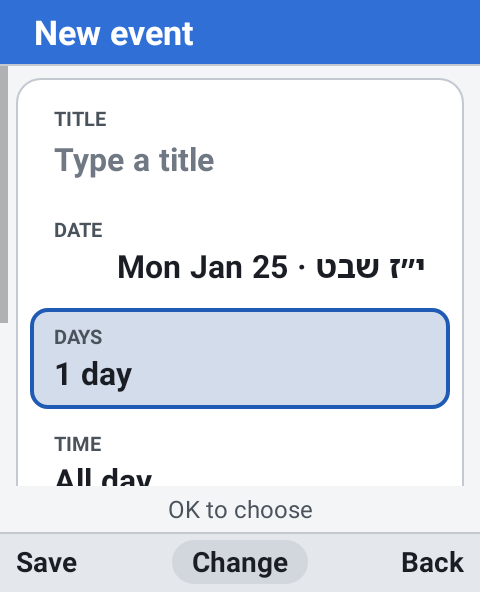 New event
TITLE
Type a title
DATE
Mon Jan 25 · י״ז שבט
DAYS
1 day
TIME
All day
OK to choose
Save Change Back